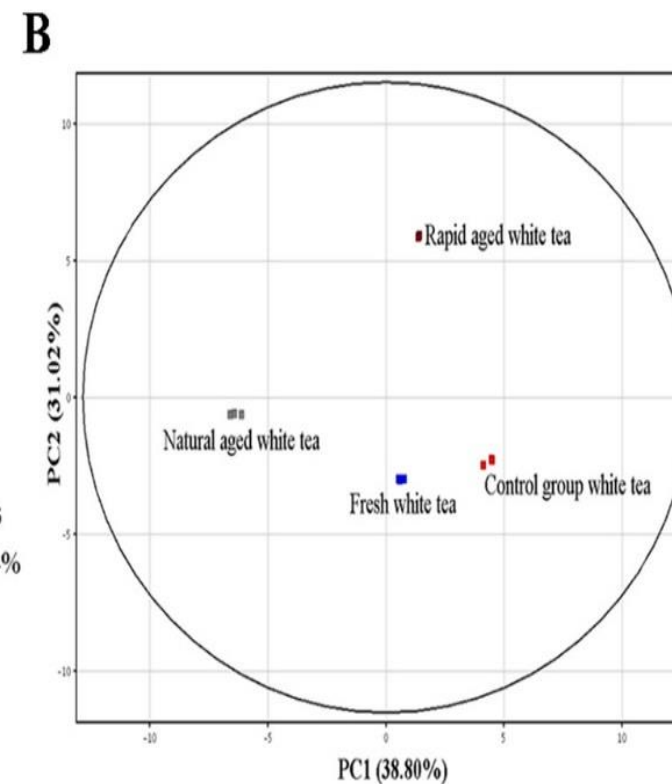 B
10
Rapid aged white tea
5
PC2 (31.02%)
0
Natural aged white tea
Control group white tea
Fresh white tea
-5
%
-10
-10 -5 0 5 10
PC1 (38.80%)